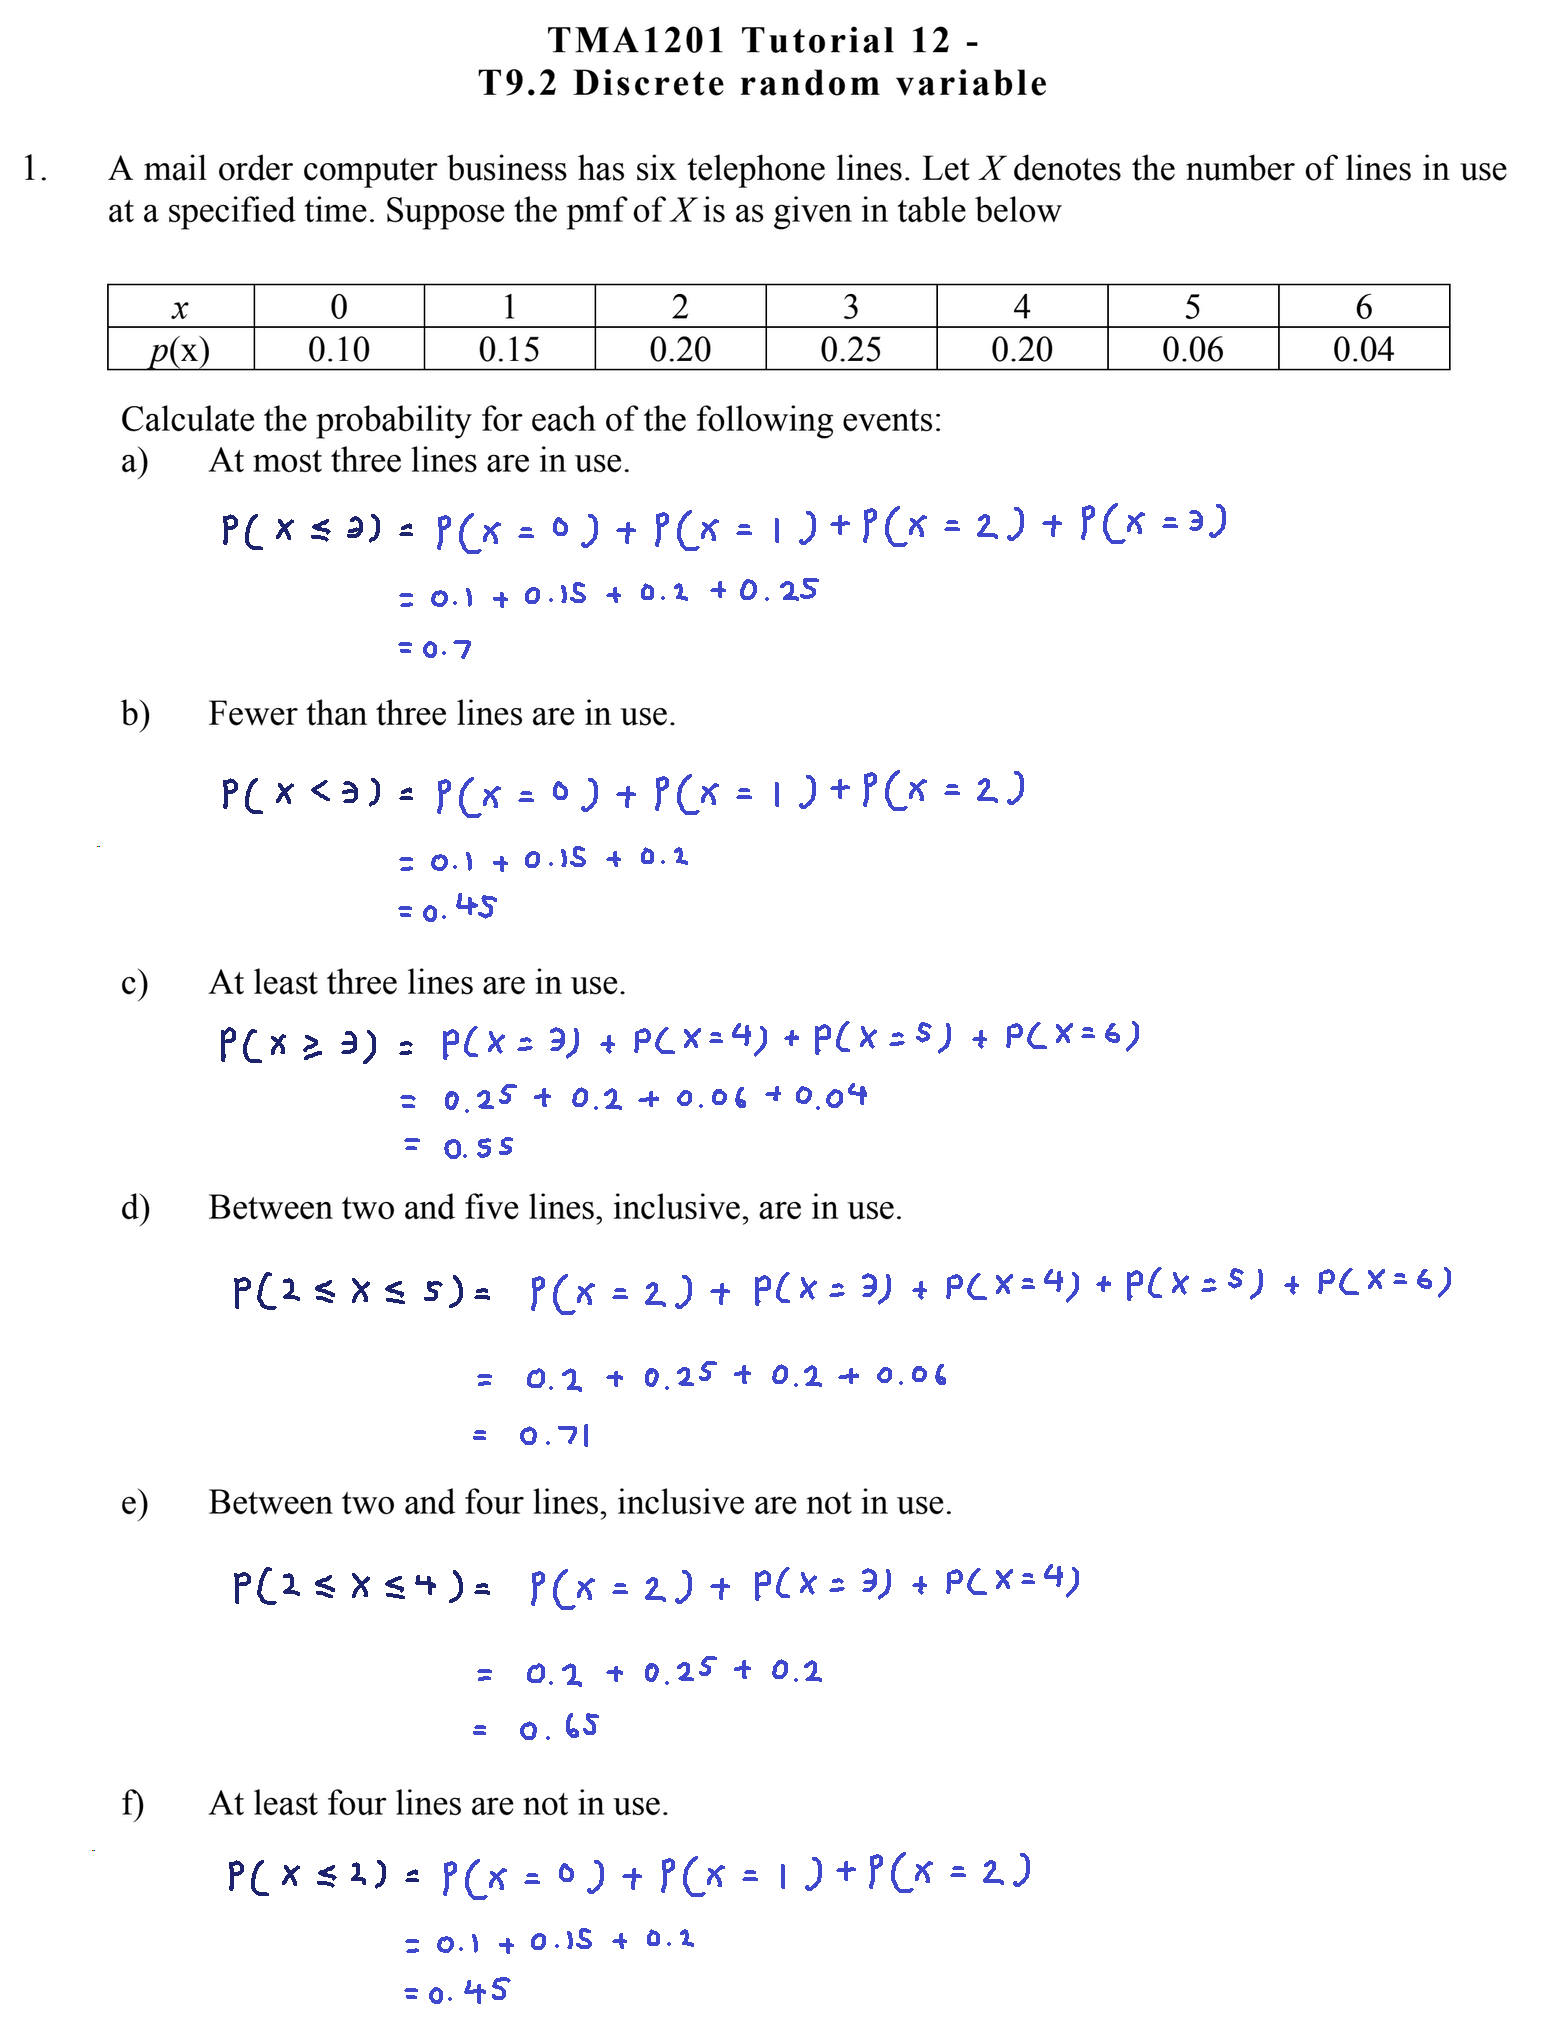 TMA1201 Tutorial 12 -
T9.2 Discrete random variable
1. A mail order computer business has six telephone lines. Let X denotes the number of lines in use
at a specified time. Suppose the pmf of X is as given in table below
x 0 1 2 3 4 5 6
p(x) 0.10 0.15 0.20 0.25 0.20 0.06 0.04
Calculate the probability for each of the following events:
a) At most three lines are in use.
P(X ≤ 3) = P(X = 0) + P(X = 1) + P(X = 2) + P(X = 3)
= 0.1 + 0.15 + 0.2 + 0.25
= 0.7
b) Fewer than three lines are in use.
P(X < 3) = P(X = 0) + P(X = 1) + P(X = 2)
= 0.1 + 0.15 + 0.2
= 0.45
c) At least three lines are in use.
P(X ≥ 3) = P(X = 3) + P(X = 4) + P(X = 5) + P(X = 6)
= 0.25 + 0.2 + 0.06 + 0.04
= 0.55
d) Between two and five lines, inclusive, are in use.
P(2 ≤ X ≤ 5) = P(X = 2) + P(X = 3) + P(X = 4) + P(X = 5) + P(X = 6)
= 0.2 + 0.25 + 0.2 + 0.06
= 0.71
e) Between two and four lines, inclusive are not in use.
P(2 ≤ X ≤ 4) = P(X = 2) + P(X = 3) + P(X = 4)
= 0.2 + 0.25 + 0.2
= 0.65
f) At least four lines are not in use.
P(X ≤ 2) = P(X = 0) + P(X = 1) + P(X = 2)
= 0.1 + 0.15 + 0.2
= 0.45